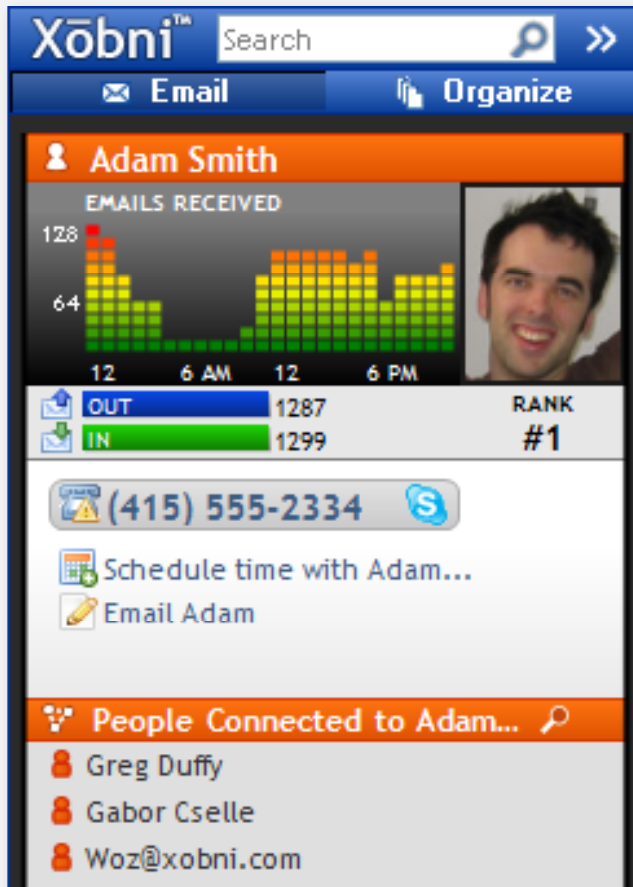 Xōbni™ Search »
Email Organize
Adam Smith
EMAILS RECEIVED
128
64
12 6 AM 12 6 PM
OUT 1287
IN 1299
RANK
#1
(415) 555-2334
Schedule time with Adam...
Email Adam
People Connected to Adam...
Greg Duffy
Gabor Cselle
Woz@xobni.com